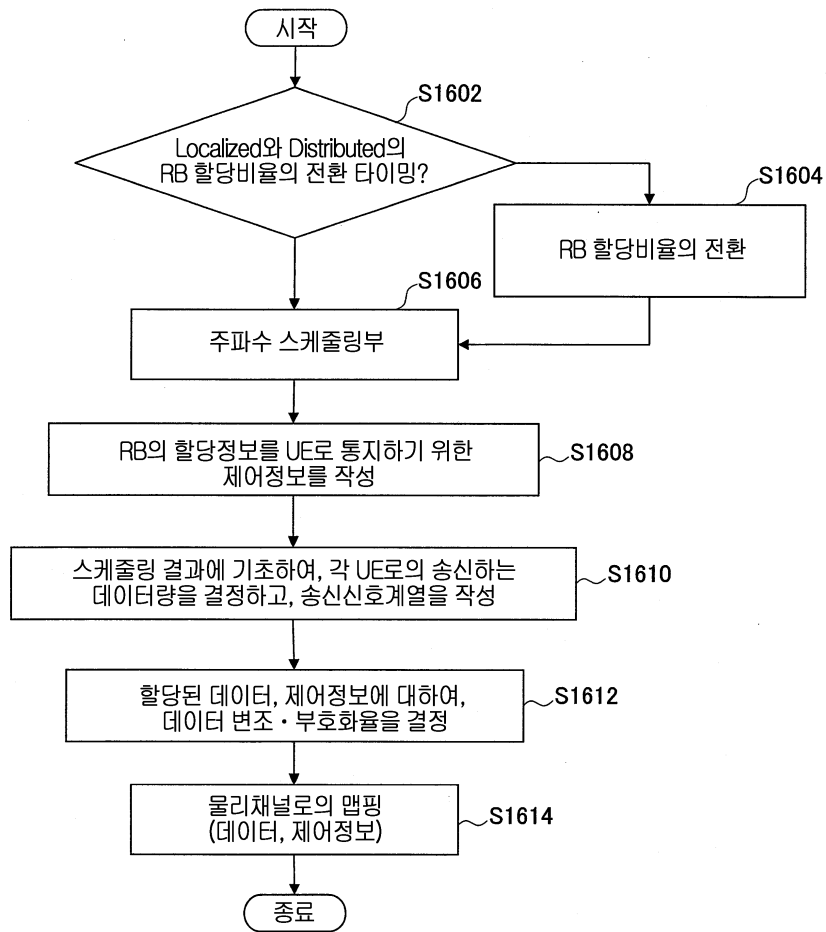 시작
S1602
Localized와 Distributed의
RB 할당비율의 전환 타이밍?
S1604
RB 할당비율의 전환
S1606
주파수 스케줄링부
RB의 할당정보를 UE로 통지하기 위한
제어정보를 작성
S1608
스케줄링 결과에 기초하여, 각 UE로의 송신하는
데이터량을 결정하고, 송신신호계열을 작성
S1610
할당된 데이터, 제어정보에 대하여,
데이터 변조·부호화율을 결정
S1612
물리채널로의 맵핑
(데이터, 제어정보)
S1614
종료